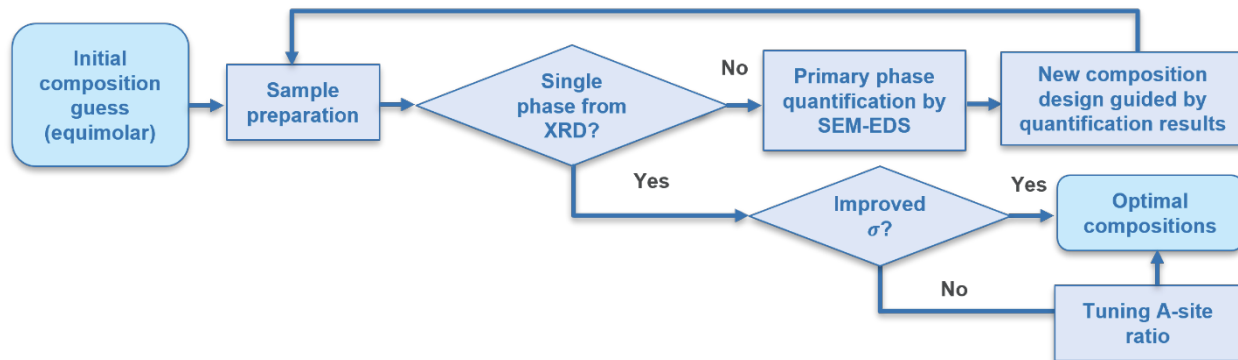 Initial
composition
guess
(equimolar)
Sample
preparation
Single
phase from
XRD?
No
Primary phase
quantification by
SEM-EDS
New composition
design guided by
quantification results
Yes
Improved
σ?
Yes
Optimal
compositions
No
Tuning A-site
ratio